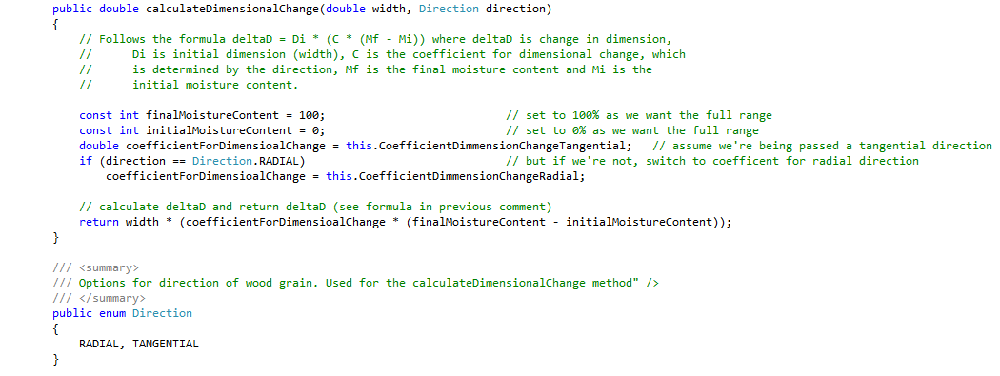 public double calculateDimensionalChange(double width, Direction direction)
{
// Follows the formula deltaD = Di * (C * (Mf - Mi)) where deltaD is change in dimension,
//      Di is initial dimension (width), C is the coefficient for dimensional change, which
//      is determined by the direction, Mf is the final moisture content and Mi is the
//      initial moisture content.
const int finalMoistureContent = 100; // set to 100% as we want the full range
const int initialMoistureContent = 0; // set to 0% as we want the full range
double coefficientForDimensioalChange = this.CoefficientDimmensionChangeTangential; // assume we're being passed a tangential direction
if (direction == Direction.RADIAL) // but if we're not, switch to coefficent for radial direction
coefficientForDimensioalChange = this.CoefficientDimmensionChangeRadial;
// calculate deltaD and return deltaD (see formula in previous comment)
return width * (coefficientForDimensioalChange * (finalMoistureContent - initialMoistureContent));
}
/// <summary>
/// Options for direction of wood grain. Used for the calculateDimensionalChange method" />
/// </summary>
public enum Direction
{
RADIAL, TANGENTIAL
}